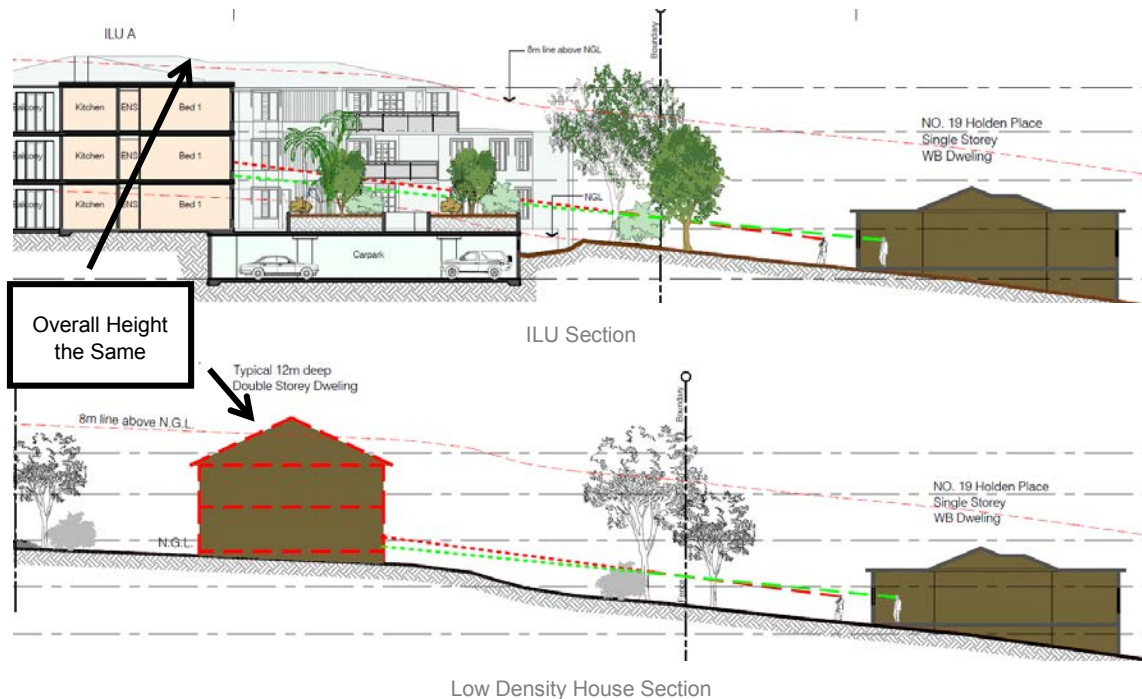 ILU A
8m line above NGL
Boundary
Balcony
Kitchen
ENS
Bed 1
NO. 19 Holden Place
Single Storey
WB Dweling
Balcony
Kitchen
ENS
Bed 1
Balcony
Kitchen
ENS
Bed 1
NGL
Carpark
Overall Height
the Same
ILU Section
Typical 12m deep
Double Storey Dweling
Boundary
8m line above N.G.L.
NO. 19 Holden Place
Single Storey
WB Dweling
N.G.L.
Fence
Low Density House Section